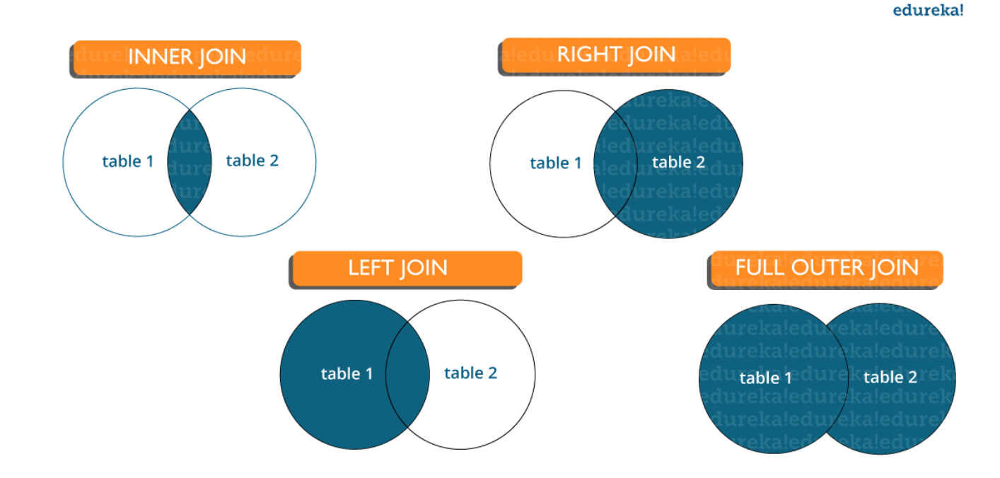 edureka!
INNER JOIN
RIGHT JOIN
table 1
table 2
table 1
table 2
LEFT JOIN
FULL OUTER JOIN
table 1
table 2
table 1
table 2